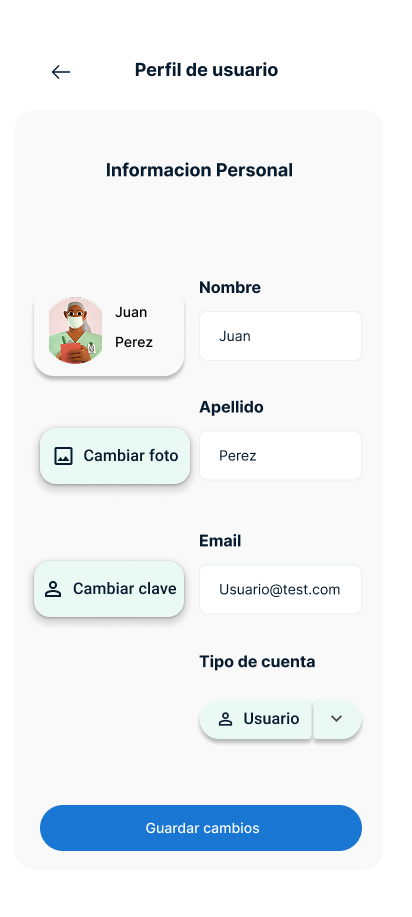 Perfil de usuario
Informacion Personal
Juan
Perez
Cambiar foto
Cambiar clave
Nombre
Juan
Apellido
Perez
Email
Usuario@test.com
Tipo de cuenta
Usuario
Guardar cambios